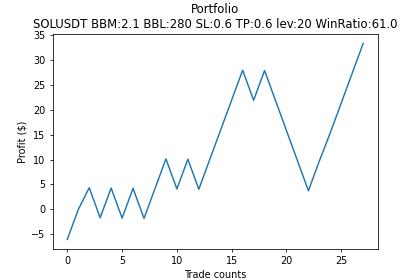 Portfolio
SOLUSDT BBM:2.1 BBL:280 SL:0.6 TP:0.6 lev:20 WinRatio:61.0
35
30
25
20
15
10
5
0
−5
Profit ($)
0 5 10 15 20 25
Trade counts